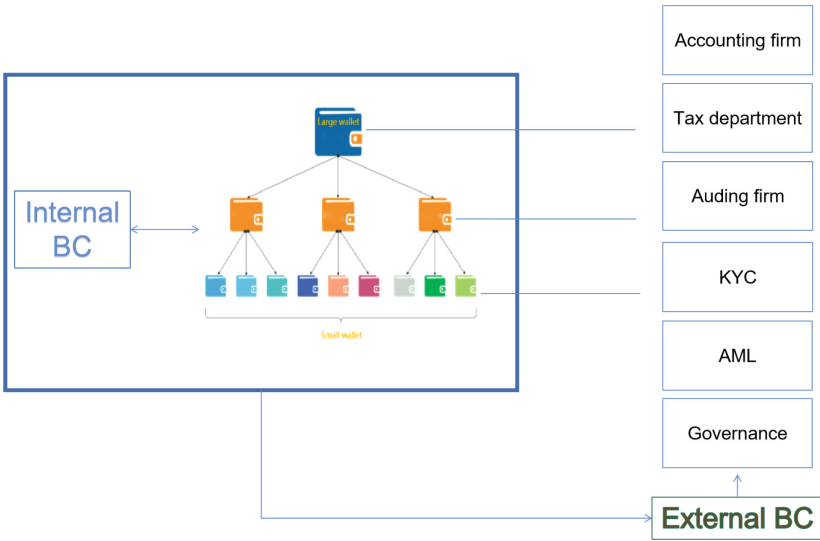 Accounting firm
Large wallet
Tax department
Auding firm
Internal
BC
KYC
Small wallet
AML
Governance
External BC